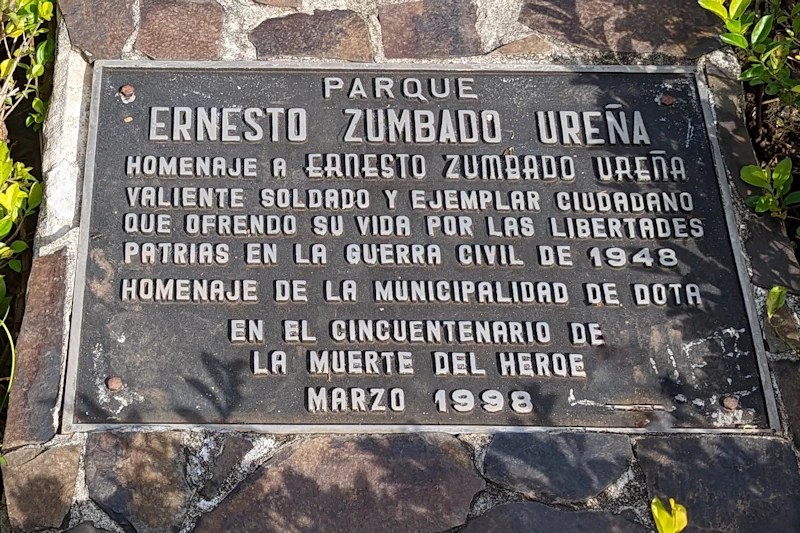 PARQUE
ERNESTO ZUMBADO UREÑA
HOMENAJE A ERNESTO ZUMBADO UREÑA
VALIENTE SOLDADO Y EJEMPLAR CIUDADANO
QUE OFRENDO SU VIDA POR LAS LIBERTADES
PATRIAS EN LA GUERRA CIVIL DE 1948
HOMENAJE DE LA MUNICIPALIDAD DE DOTA
EN EL CINCUENTENARIO DE
LA MUERTE DEL HEROE
MARZO 1998